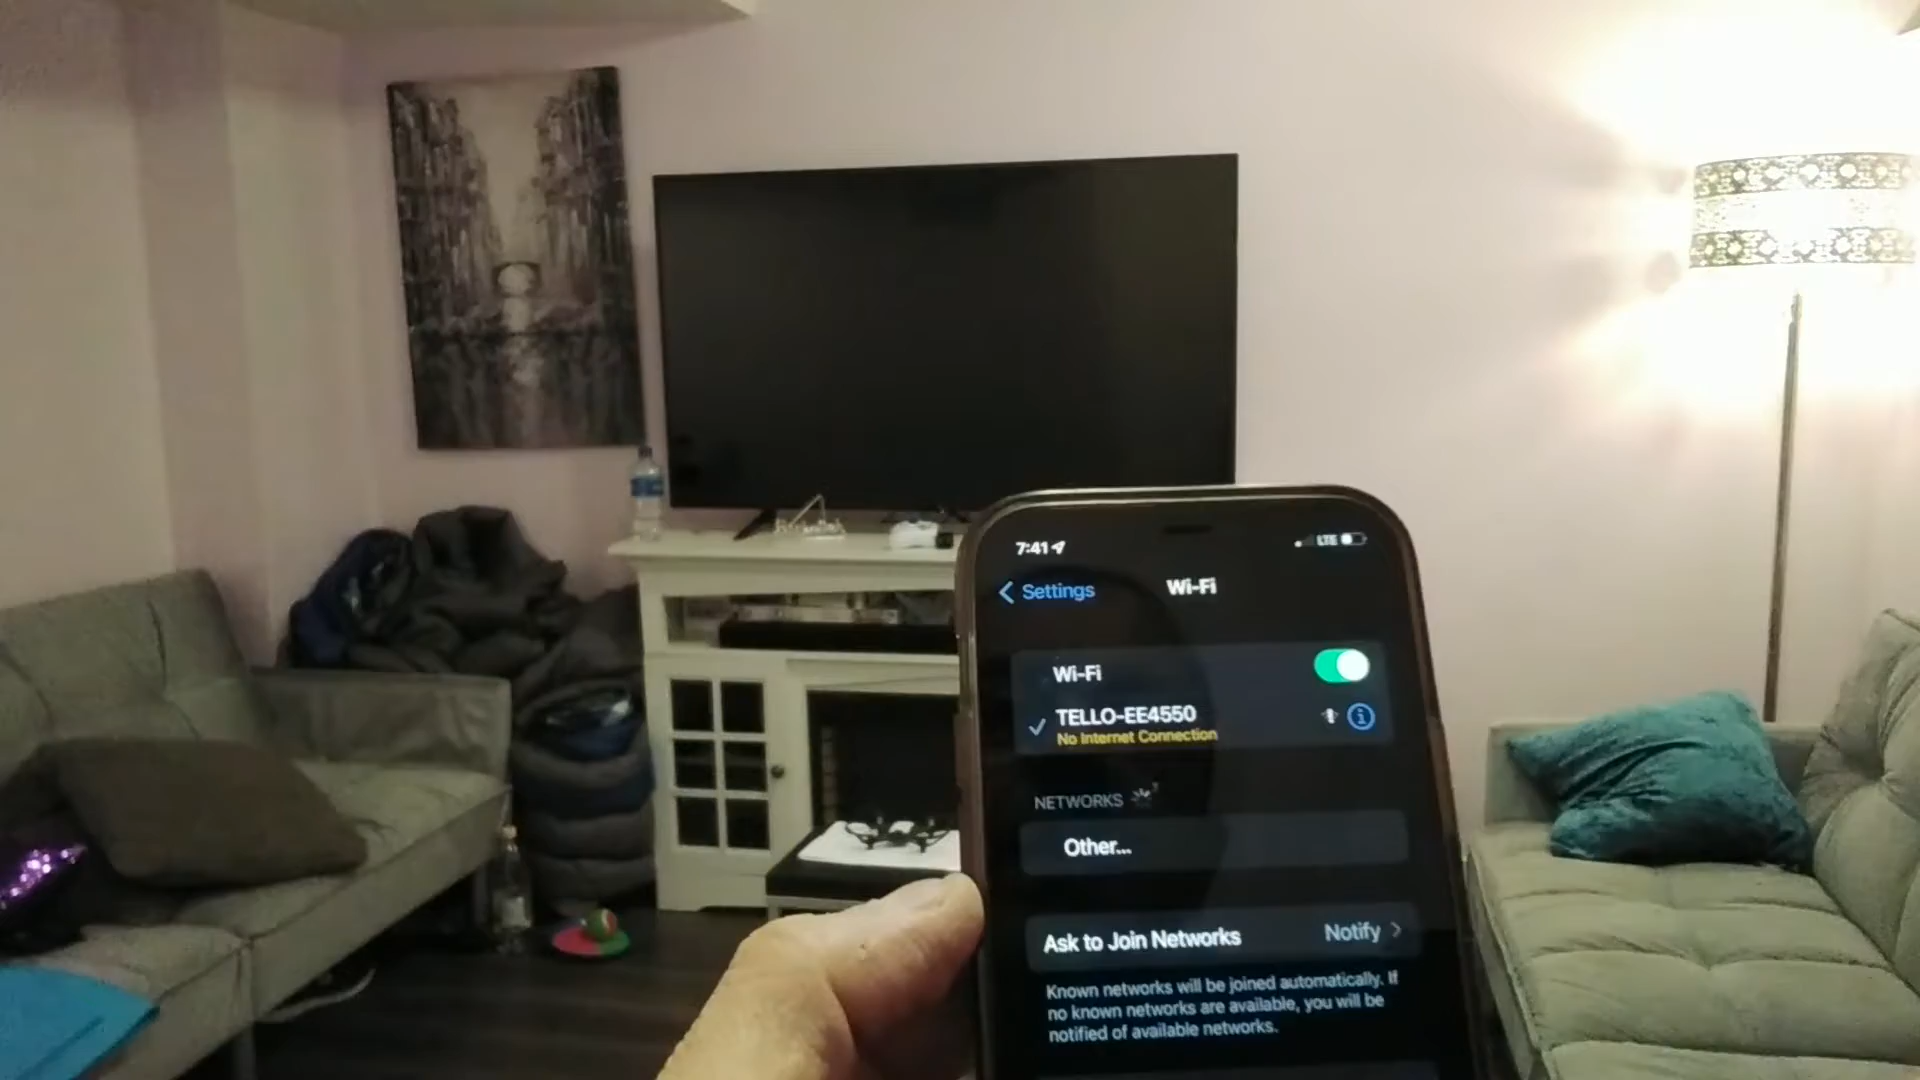 7:41
LTE
Settings
Wi-Fi
Wi-Fi
TELLO-EE4550
No Internet Connection
NETWORKS
Other...
Ask to Join Networks
Notify
Known networks will be joined automatically. If
no known networks are available, you will be
notified of available networks.